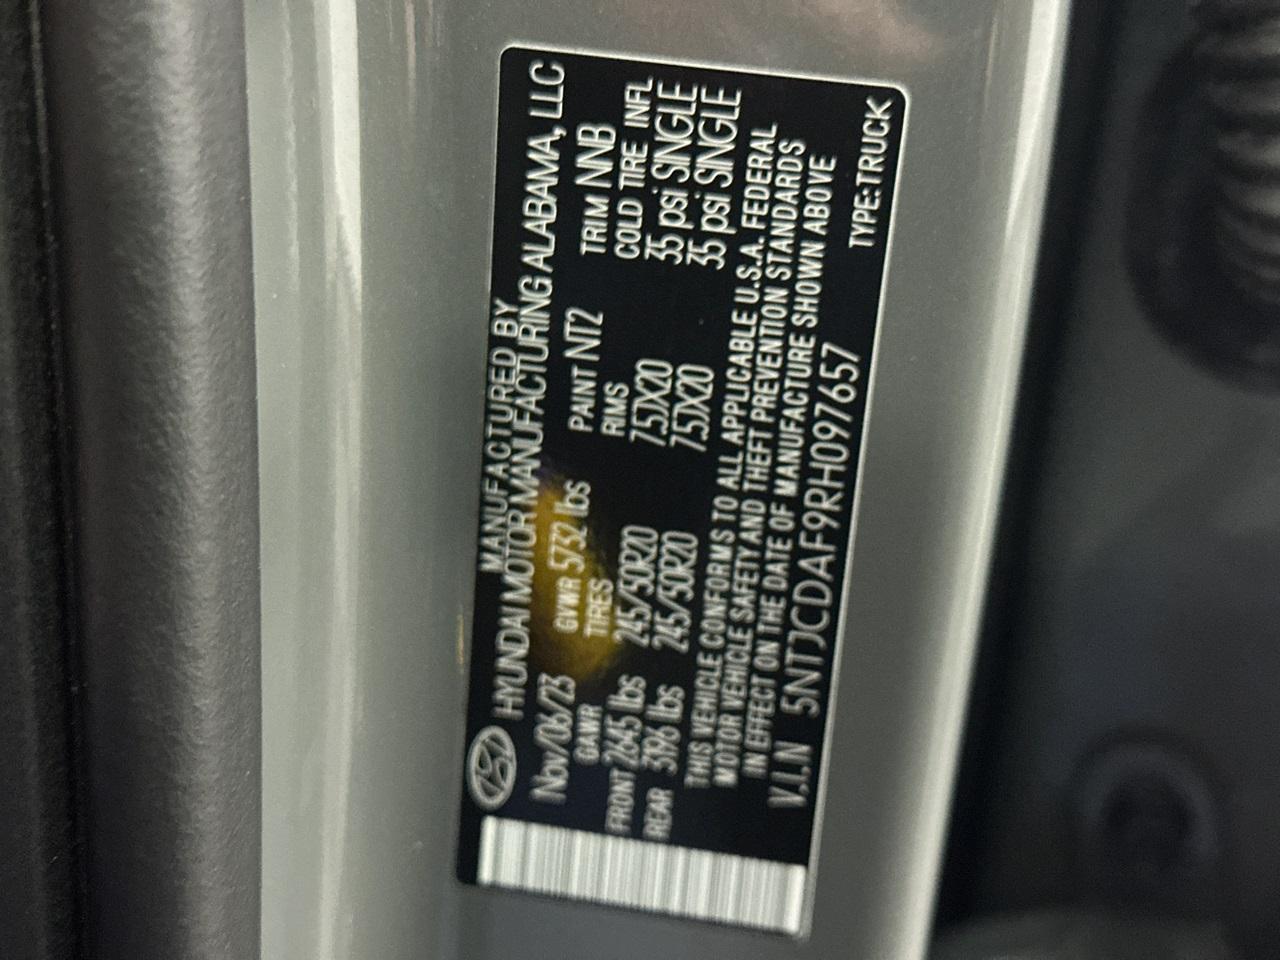 MANUFACTURED BY
HYUNDAI MOTOR MANUFACTURING ALABAMA, LLC
Nov/06/23 GVWR 5732 lbs PAINT NT2 TRIM NNB
GAWR TIRES RIMS COLD TIRE INFL
FRONT 2645 lbs 245/50R20 7.5JX20 35 psi SINGLE
REAR 3196 lbs 245/50R20 7.5JX20 35 psi SINGLE
THIS VEHICLE CONFORMS TO ALL APPLICABLE U.S.A. FEDERAL
MOTOR VEHICLE SAFETY AND THEFT PREVENTION STANDARDS
IN EFFECT ON THE DATE OF MANUFACTURE SHOWN ABOVE
V.I.N 5NTJCDAF9RH097657 TYPE:TRUCK